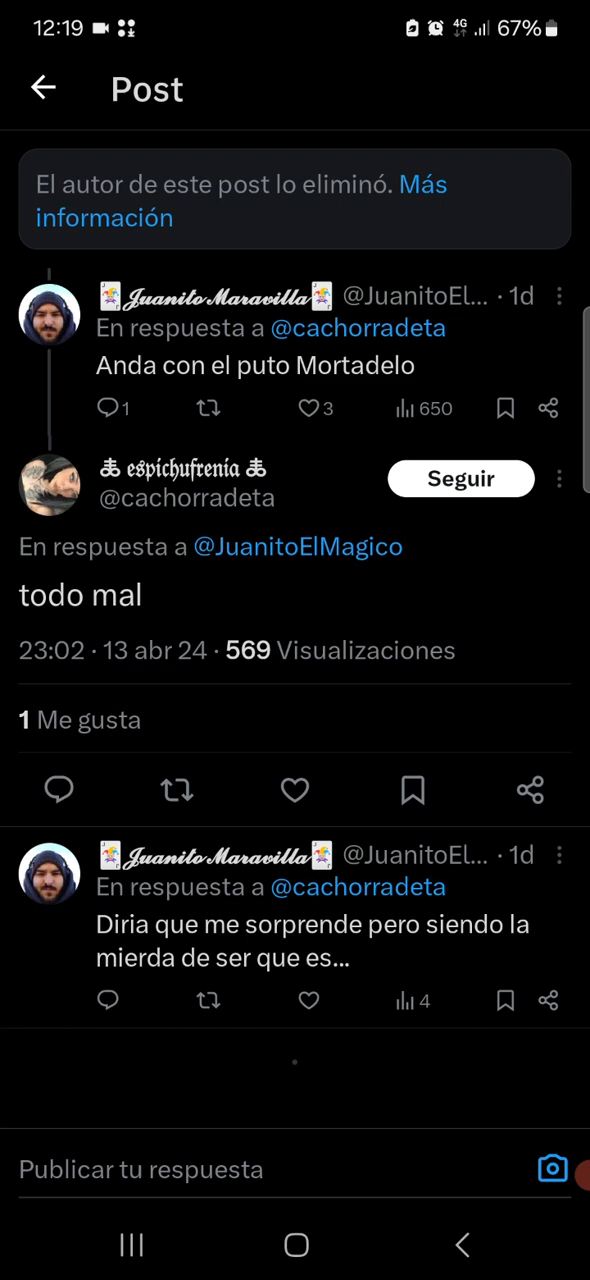 12:19 4G 67%
Post
El autor de este post lo eliminó. Más
información
🃏𝓙𝓾𝓪𝓷𝓲𝓽𝓸 𝓜𝓪𝓻𝓪𝓿𝓲𝓵𝓵𝓪🃏 @JuanitoEl... · 1d
En respuesta a @cachorradeta
Anda con el puto Mortadelo
1 3 650
🜏 𝖊𝖘𝖕𝖎𝖈𝖍𝖚𝖋𝖗𝖊𝖓𝖎𝖆 🜏
Seguir
@cachorradeta
En respuesta a @JuanitoElMagico
todo mal
23:02 · 13 abr 24 · 569 Visualizaciones
1 Me gusta
🃏𝓙𝓾𝓪𝓷𝓲𝓽𝓸 𝓜𝓪𝓻𝓪𝓿𝓲𝓵𝓵𝓪🃏 @JuanitoEl... · 1d
En respuesta a @cachorradeta
Diria que me sorprende pero siendo la
mierda de ser que es...
4
Publicar tu respuesta